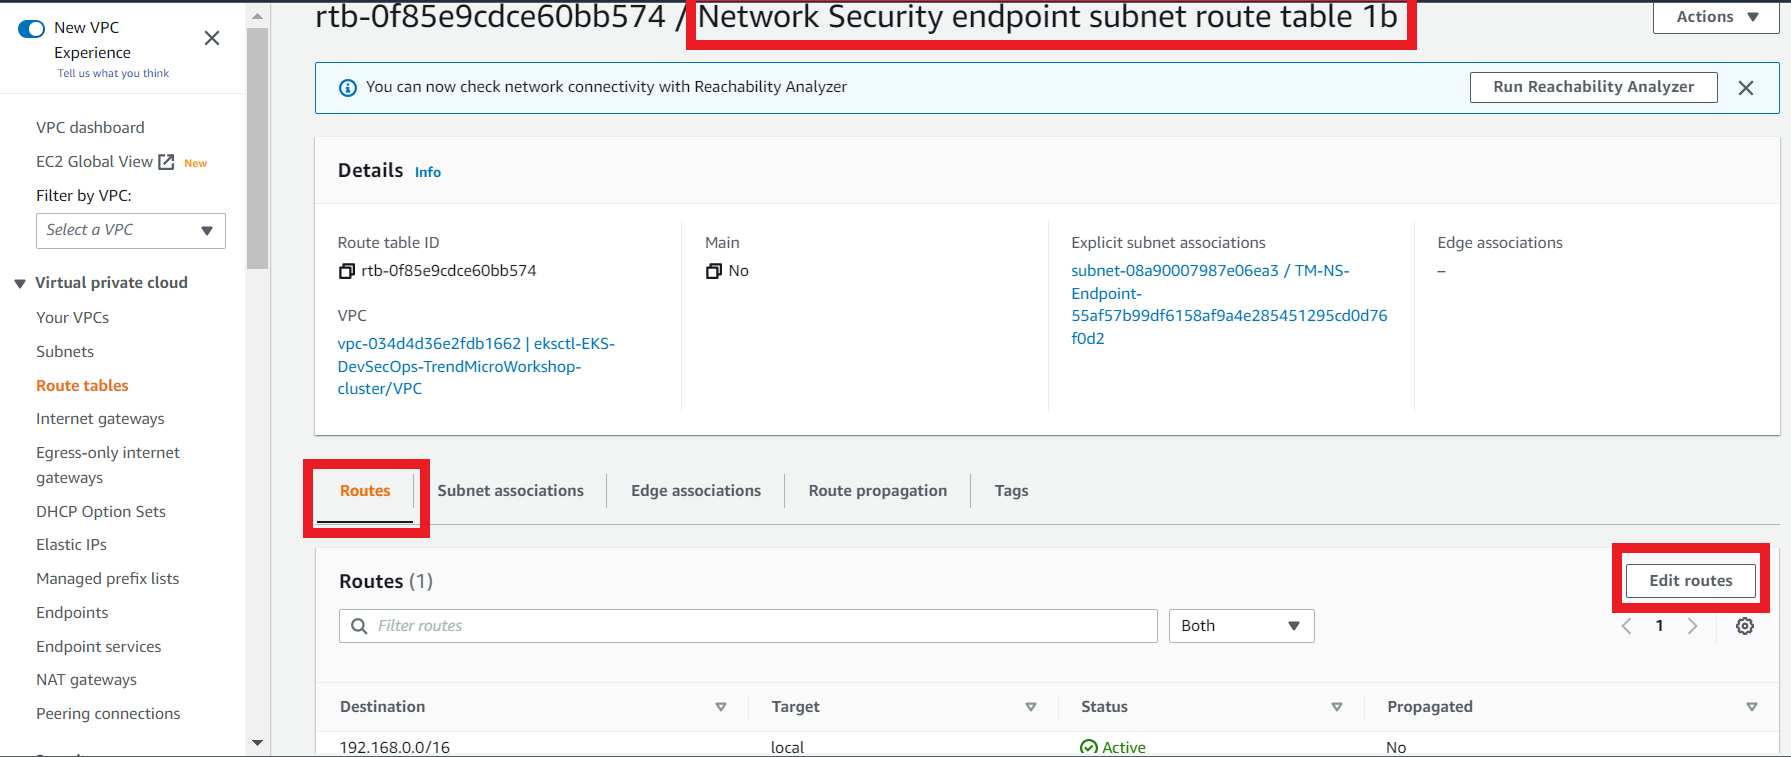 New VPC
Experience
Tell us what you think
VPC dashboard
EC2 Global View New
Filter by VPC:
Select a VPC
Virtual private cloud
Your VPCs
Subnets
Route tables
Internet gateways
Egress-only internet
gateways
DHCP Option Sets
Elastic IPs
Managed prefix lists
Endpoints
Endpoint services
NAT gateways
Peering connections
rtb-0f85e9cdce60bb574 / Network Security endpoint subnet route table 1b
Actions
You can now check network connectivity with Reachability Analyzer
Run Reachability Analyzer
Details Info
Route table ID
rtb-0f85e9cdce60bb574
VPC
vpc-034d4d36e2fdb1662 | eksctl-EKS-
DevSecOps-TrendMicroWorkshop-
cluster/VPC
Main
No
Explicit subnet associations
subnet-08a90007987e06ea3 / TM-NS-
Endpoint-
55af57b99df6158af9a4e285451295cd0d76
f0d2
Edge associations
–
Routes Subnet associations Edge associations Route propagation Tags
Routes (1)
Edit routes
Filter routes
Both
1
Destination Target Status Propagated
192.168.0.0/16 local Active No